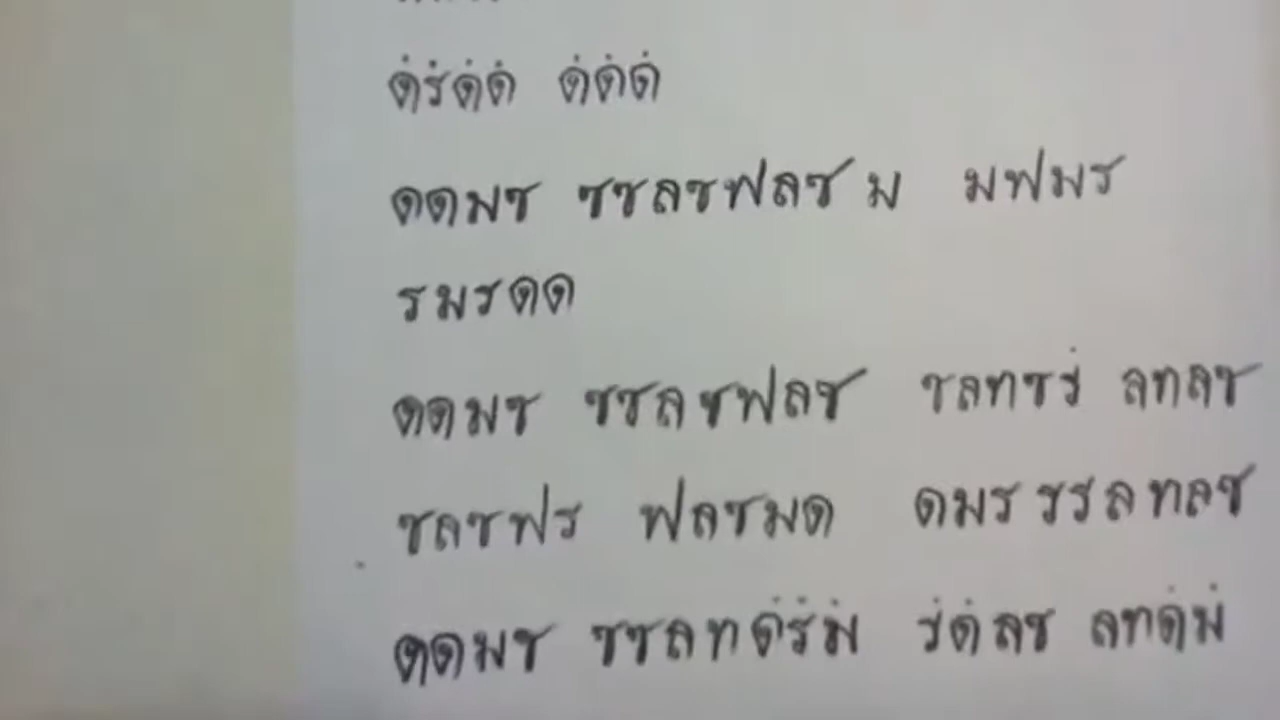 ดํรํดํดํ ดํดํดํ
ดดมช ซซลซฟลซ ม มฟมร
รมรดด
ดดมช ซซลซฟลซ ซลทซรํ ลทลซ
ซลซฟร ฟลซมด ดมร รรลทลซ
ดดมช ซซลทดํรํมํ รํดํลซ ลทดํมํ